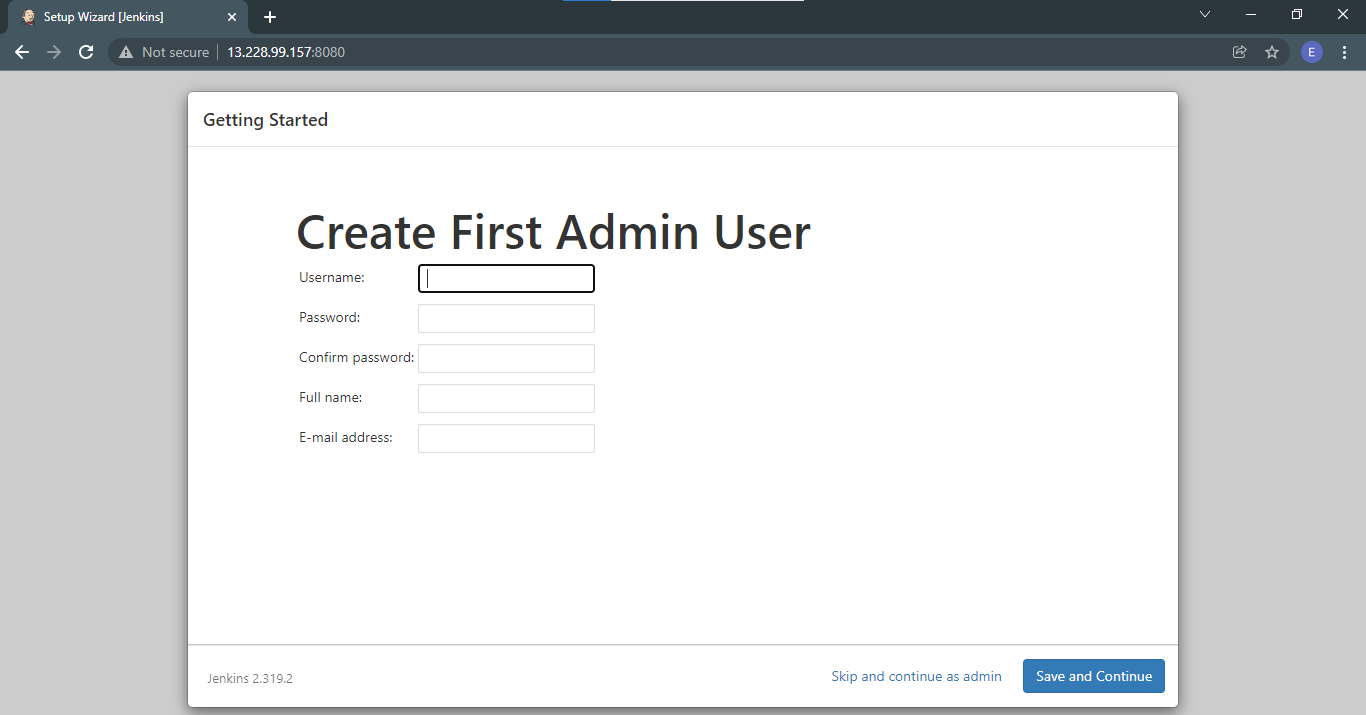 Setup Wizard [Jenkins]
Not secure 13.228.99.157:8080
E
Getting Started
Create First Admin User
Username:
Password:
Confirm password:
Full name:
E-mail address:
Jenkins 2.319.2 Skip and continue as admin Save and Continue